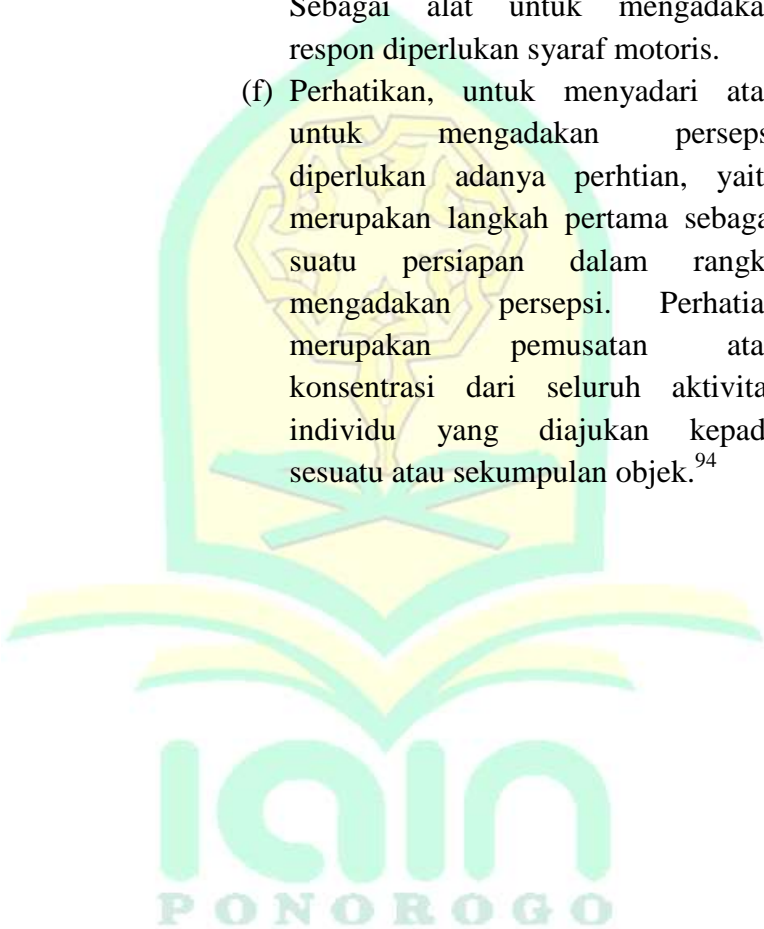 Sebagai alat untuk mengadaka
respon diperlukan syaraf motoris.
(f) Perhatikan, untuk menyadari ata
untuk mengadakan perseps
diperlukan adanya perhtian, yait
merupakan langkah pertama sebaga
suatu persiapan dalam rangk
mengadakan persepsi. Perhatia
merupakan pemusatan ata
konsentrasi dari seluruh aktivita
individu yang diajukan kepad
sesuatu atau sekumpulan objek.94
iain
PONOROGO